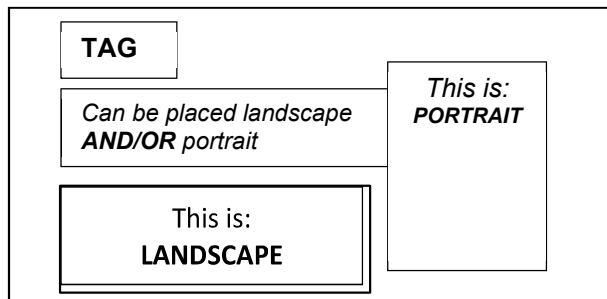 TAG
Can be placed landscape
AND/OR portrait
This is:
PORTRAIT
This is:
LANDSCAPE